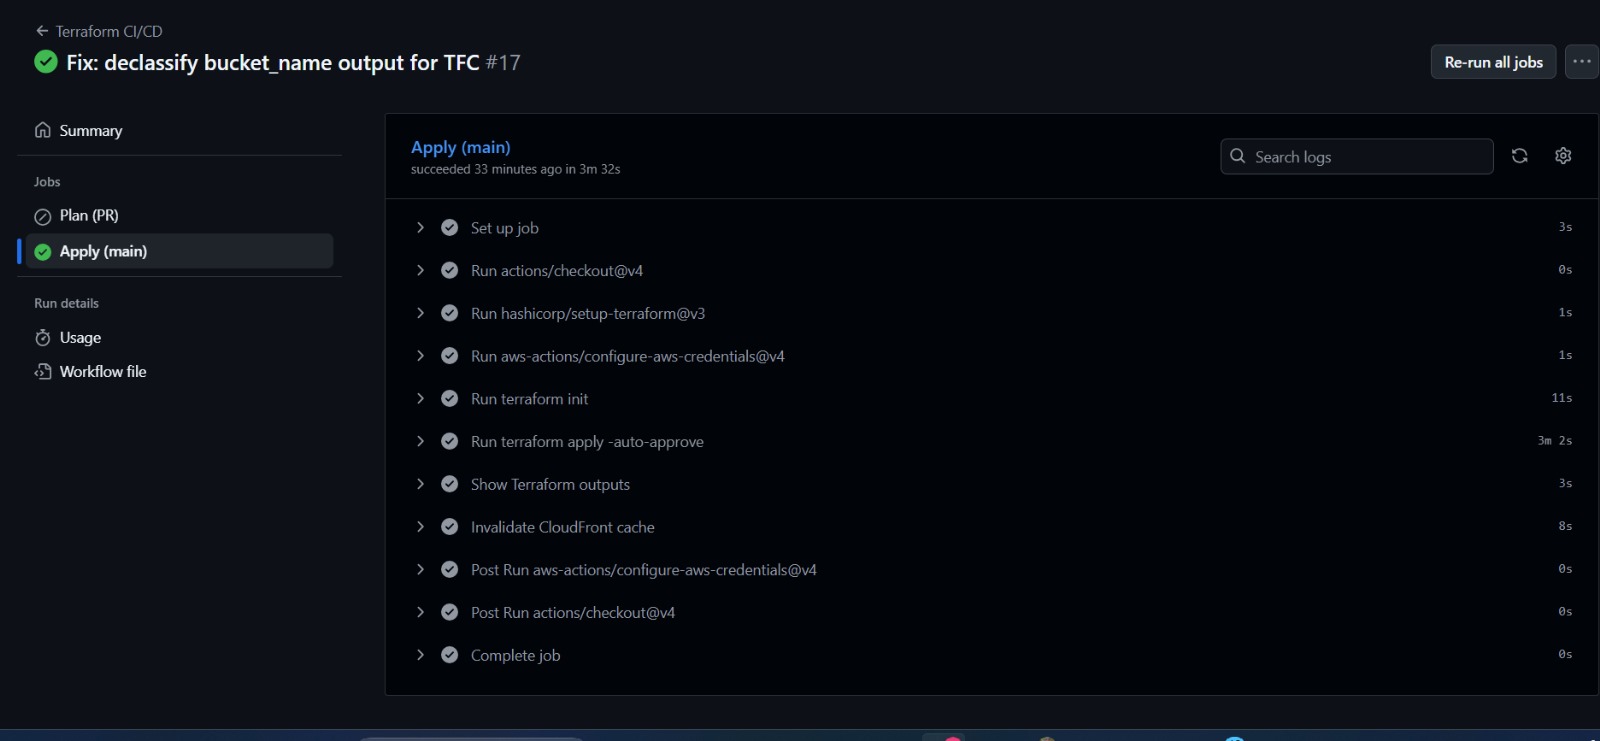 Terraform CI/CD
Fix: declassify bucket_name output for TFC #17
Re-run all jobs
Summary
Jobs
Plan (PR)
Apply (main)
Run details
Usage
Workflow file
Apply (main)
succeeded 33 minutes ago in 3m 32s
Search logs
Set up job 3s
Run actions/checkout@v4 0s
Run hashicorp/setup-terraform@v3 1s
Run aws-actions/configure-aws-credentials@v4 1s
Run terraform init 11s
Run terraform apply -auto-approve 3m 2s
Show Terraform outputs 3s
Invalidate CloudFront cache 8s
Post Run aws-actions/configure-aws-credentials@v4 0s
Post Run actions/checkout@v4 0s
Complete job 0s